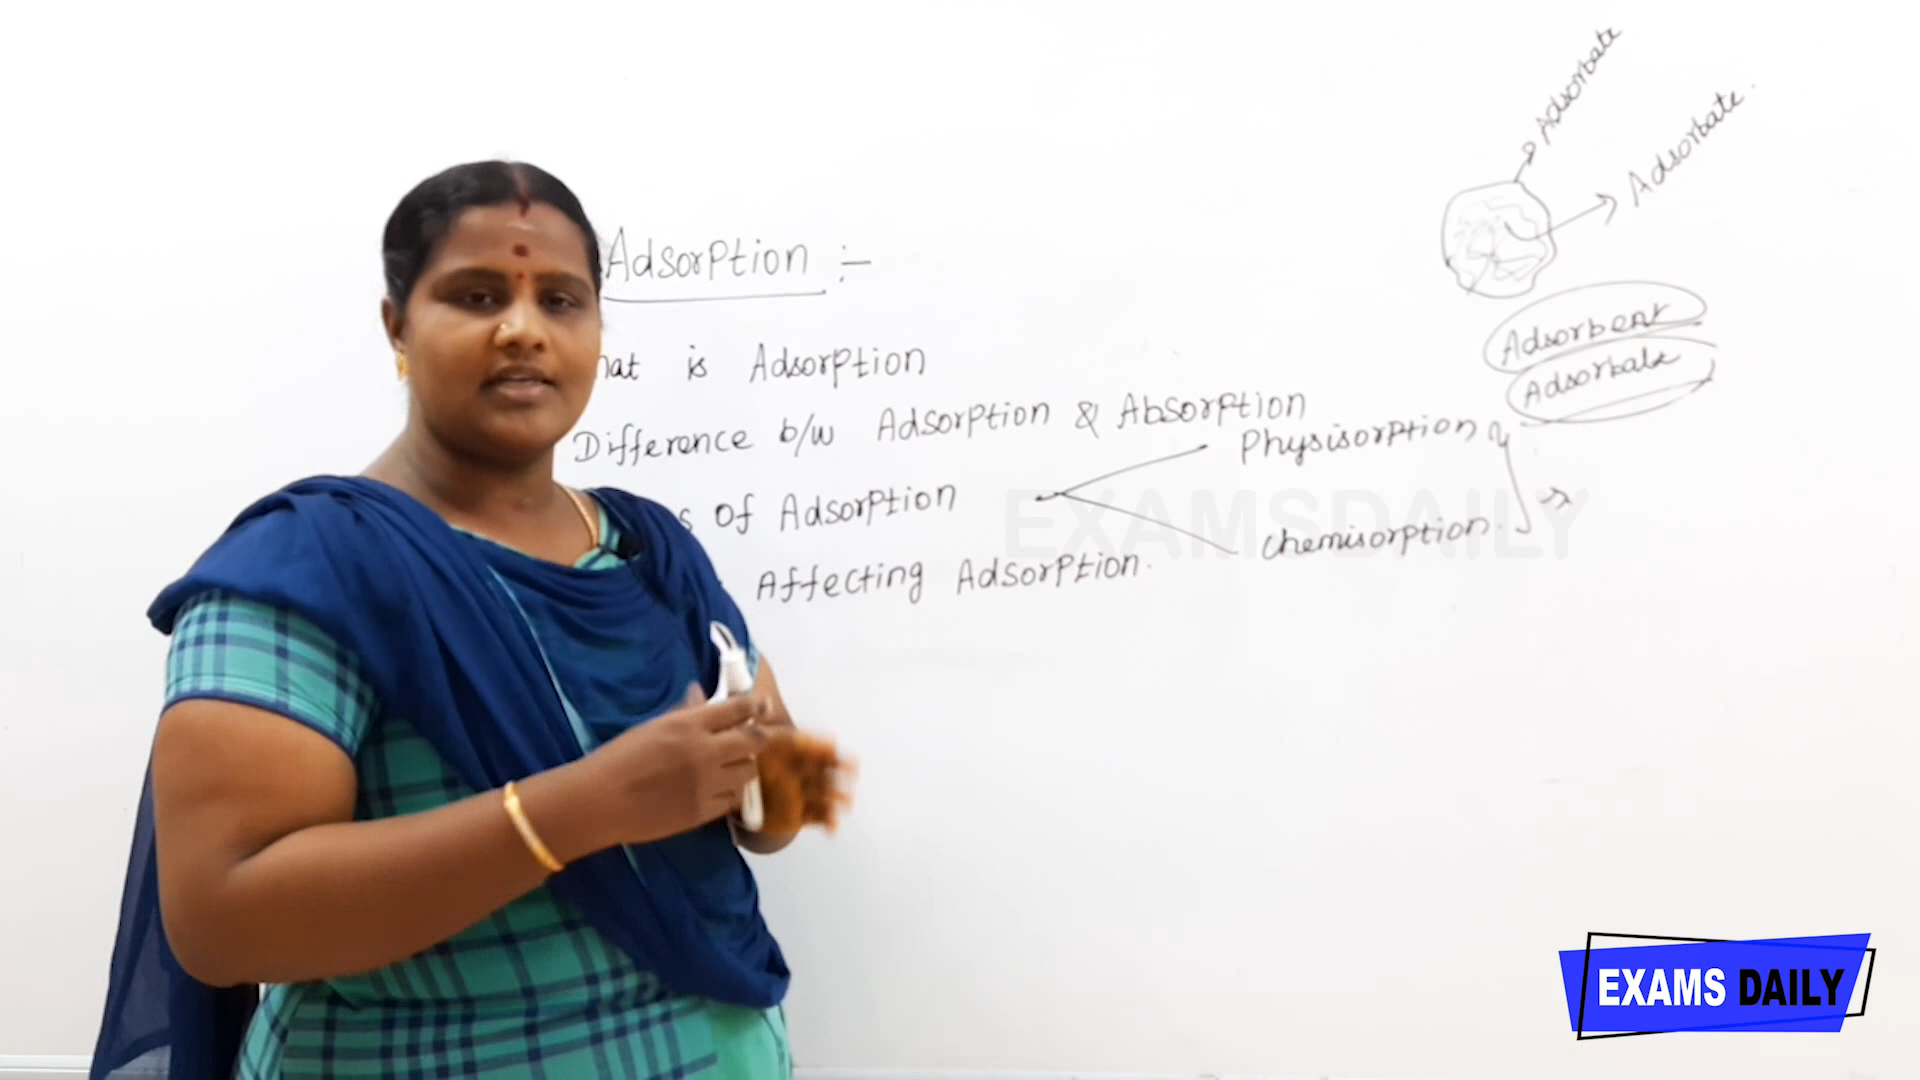 Adsorbate
Adsorbate.
Adsorption :-
Adsorbent
Adsorbate
hat is Adsorption
Difference b/w Adsorption & Absorption
Physisorption
s of Adsorption
Chemisorption.
Affecting Adsorption.
EXAMSDAILY
EXAMS DAILY